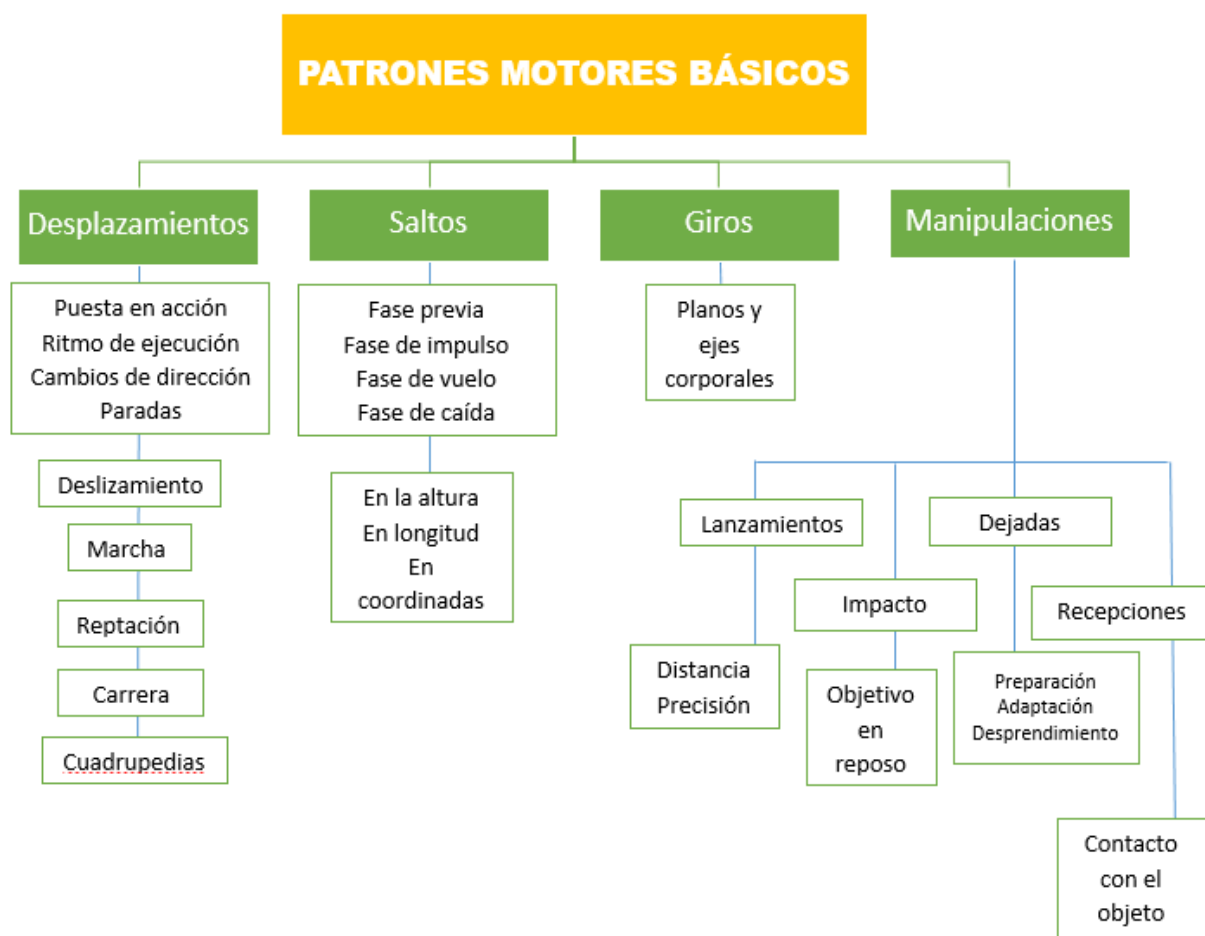 PATRONES MOTORES BÁSICOS
Desplazamientos
Saltos
Giros
Manipulaciones
Puesta en acción
Ritmo de ejecución
Cambios de dirección
Paradas
Fase previa
Fase de impulso
Fase de vuelo
Fase de caída
Planos y
ejes
corporales
Deslizamiento
Marcha
Reptación
Carrera
Cuadrupedias
En la altura
En longitud
En
coordinadas
Lanzamientos
Distancia
Precisión
Impacto
Objetivo
en
reposo
Dejadas
Preparación
Adaptación
Desprendimiento
Recepciones
Contacto
con el
objeto